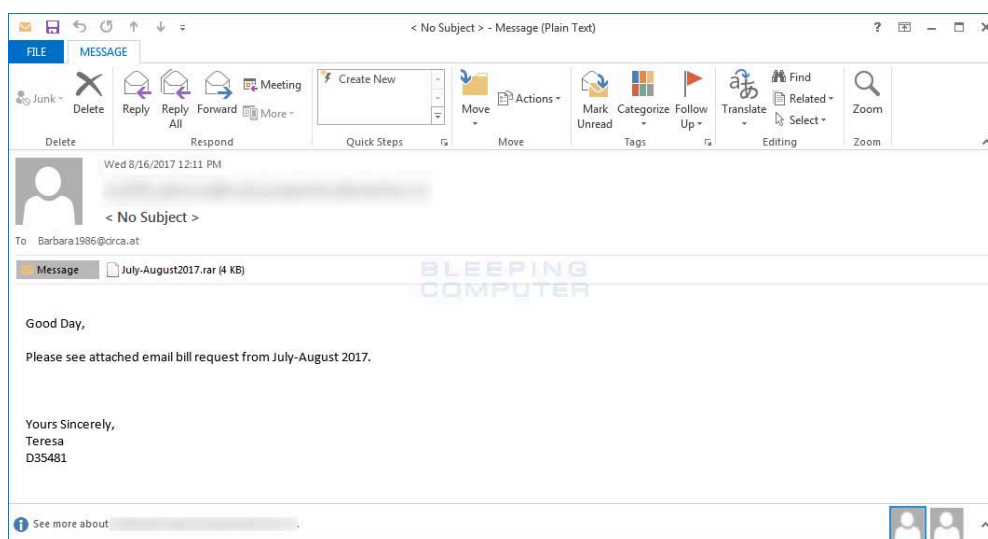 < No Subject > - Message (Plain Text)
FILE MESSAGE
Junk
Delete
Reply
Reply All
Forward
Meeting
More
Create New
Move
Actions
Mark Unread
Categorize
Follow Up
Translate
Find
Related
Select
Zoom
Delete Respond Quick Steps Move Tags Editing Zoom
Wed 8/16/2017 12:11 PM
< No Subject >
To Barbara1986@circa.at
Message July-August2017.rar (4 KB)
BLEEPING
COMPUTER
Good Day,
Please see attached email bill request from July-August 2017.
Yours Sincerely,
Teresa
D35481
See more about